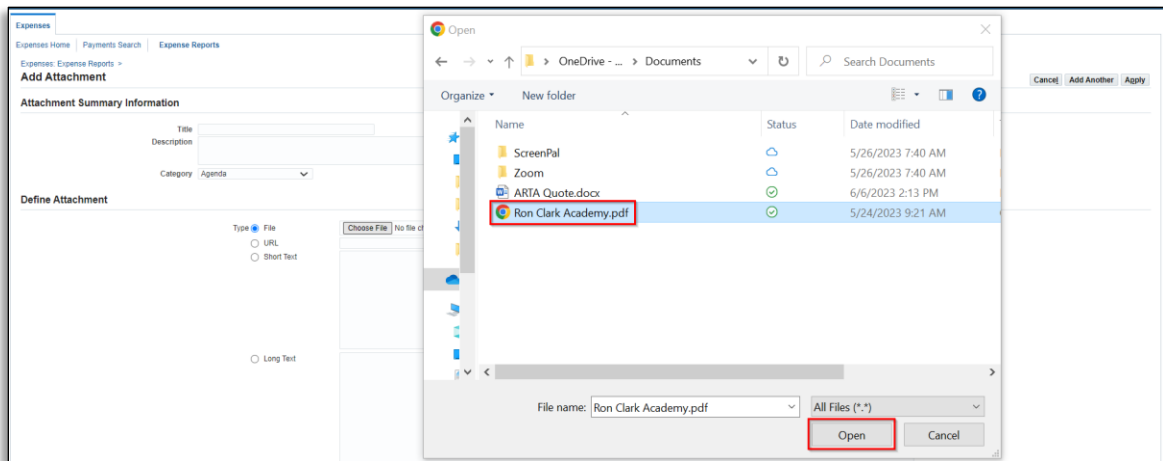 Expenses
Expenses Home | Payments Search | Expense Reports
Expenses: Expense Reports >
Add Attachment
Cancel Add Another Apply
Attachment Summary Information
Title
Description
Category Agenda
Define Attachment
Type File Choose File No file ch
URL
Short Text
Long Text
Open
> OneDrive - ... > Documents
Search Documents
Organize New folder
Name Status Date modified
ScreenPal 5/26/2023 7:40 AM
Zoom 5/26/2023 7:40 AM
ARTA Quote.docx 6/6/2023 2:13 PM
Ron Clark Academy.pdf 5/24/2023 9:21 AM
File name: Ron Clark Academy.pdf All Files (*.*)
Open Cancel